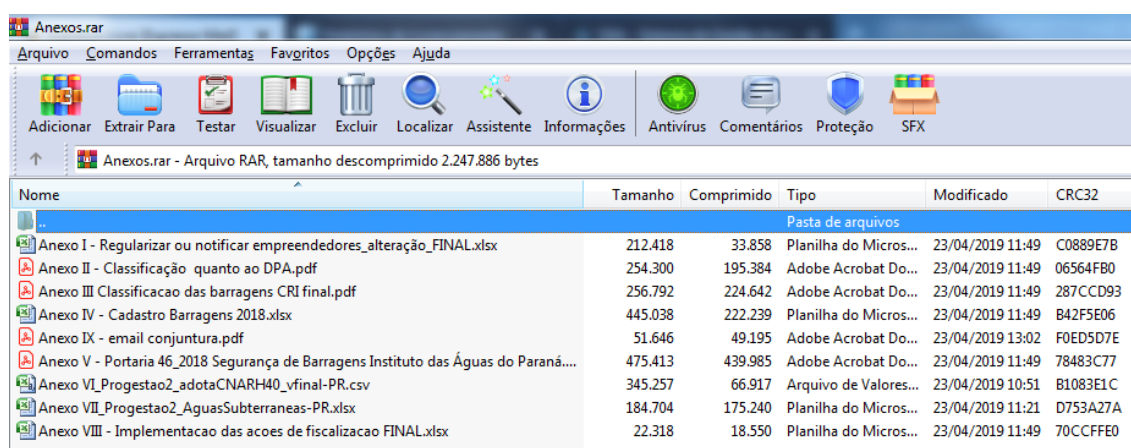 Anexos.rar
Arquivo Comandos Ferramentas Favoritos Opções Ajuda
Adicionar Extrair Para Testar Visualizar Excluir Localizar Assistente Informações Antivírus Comentários Proteção SFX
Anexos.rar - Arquivo RAR, tamanho descomprimido 2.247.886 bytes
Nome Tamanho Comprimido Tipo Modificado CRC32
.. Pasta de arquivos
Anexo I - Regularizar ou notificar empreendedores_alteração_FINAL.xlsx 212.418 33.858 Planilha do Micros... 23/04/2019 11:49 C0889E7B
Anexo II - Classificação quanto ao DPA.pdf 254.300 195.384 Adobe Acrobat Do... 23/04/2019 11:49 06564FB0
Anexo III Classificacao das barragens CRI final.pdf 256.792 224.642 Adobe Acrobat Do... 23/04/2019 11:49 287CCD93
Anexo IV - Cadastro Barragens 2018.xlsx 445.038 222.239 Planilha do Micros... 23/04/2019 11:49 B42F5E06
Anexo IX - email conjuntura.pdf 51.646 49.195 Adobe Acrobat Do... 23/04/2019 13:02 F0ED5D7E
Anexo V - Portaria 46_2018 Segurança de Barragens Instituto das Águas do Paraná.... 475.413 439.985 Adobe Acrobat Do... 23/04/2019 11:49 78483C77
Anexo VI_Progestao2_adotaCNARH40_vfinal-PR.csv 345.257 66.917 Arquivo de Valores... 23/04/2019 10:51 B1083E1C
Anexo VII_Progestao2_AguasSubterraneas-PR.xlsx 184.704 175.240 Planilha do Micros... 23/04/2019 11:21 D753A27A
Anexo VIII - Implementacao das acoes de fiscalizacao FINAL.xlsx 22.318 18.550 Planilha do Micros... 23/04/2019 11:49 70CCFFE0